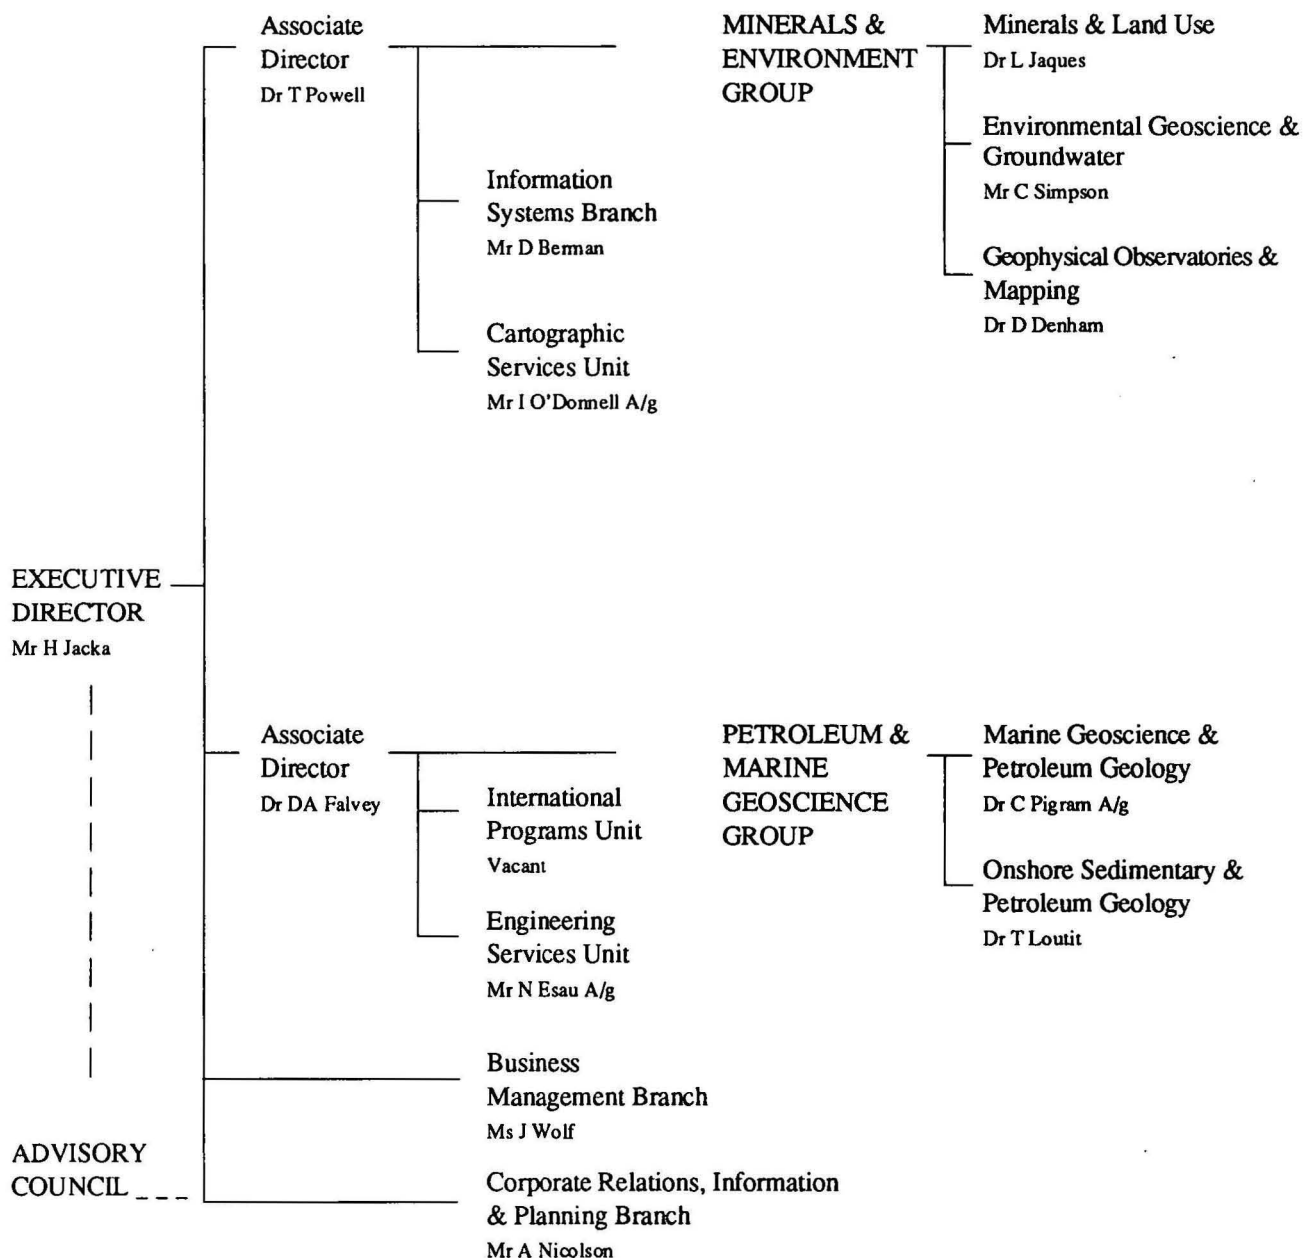 Associate
Director
Dr T Powell
MINERALS &
ENVIRONMENT
GROUP
Minerals & Land Use
Dr L Jaques
Environmental Geoscience &
Groundwater
Mr C Simpson
Geophysical Observatories &
Mapping
Dr D Denham
Information
Systems Branch
Mr D Berman
Cartographic
Services Unit
Mr I O'Donnell A/g
EXECUTIVE
DIRECTOR
Mr H Jacka
Associate
Director
Dr DA Falvey
PETROLEUM &
MARINE
GEOSCIENCE
GROUP
Marine Geoscience &
Petroleum Geology
Dr C Pigram A/g
Onshore Sedimentary &
Petroleum Geology
Dr T Loutit
International
Programs Unit
Vacant
Engineering
Services Unit
Mr N Esau A/g
Business
Management Branch
Ms J Wolf
ADVISORY
COUNCIL
Corporate Relations, Information
& Planning Branch
Mr A Nicolson